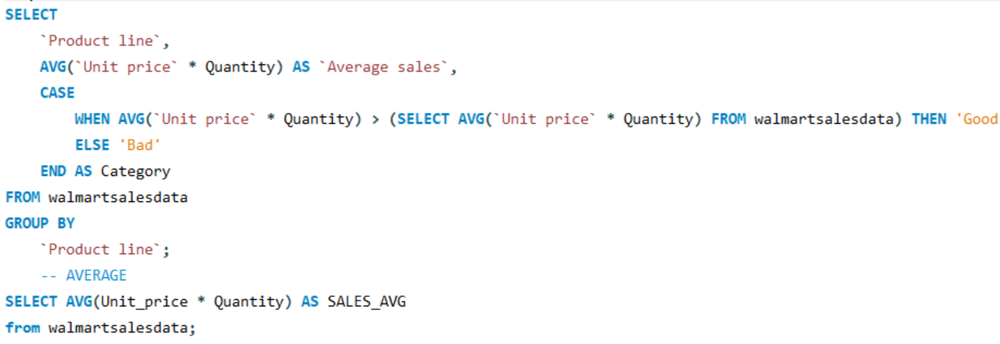 SELECT
`Product line`,
AVG(`Unit price` * Quantity) AS `Average sales`,
CASE
WHEN AVG(`Unit price` * Quantity) > (SELECT AVG(`Unit price` * Quantity) FROM walmartsalesdata) THEN 'Good
ELSE 'Bad'
END AS Category
FROM walmartsalesdata
GROUP BY
`Product line`;
-- AVERAGE
SELECT AVG(Unit_price * Quantity) AS SALES_AVG
from walmartsalesdata;